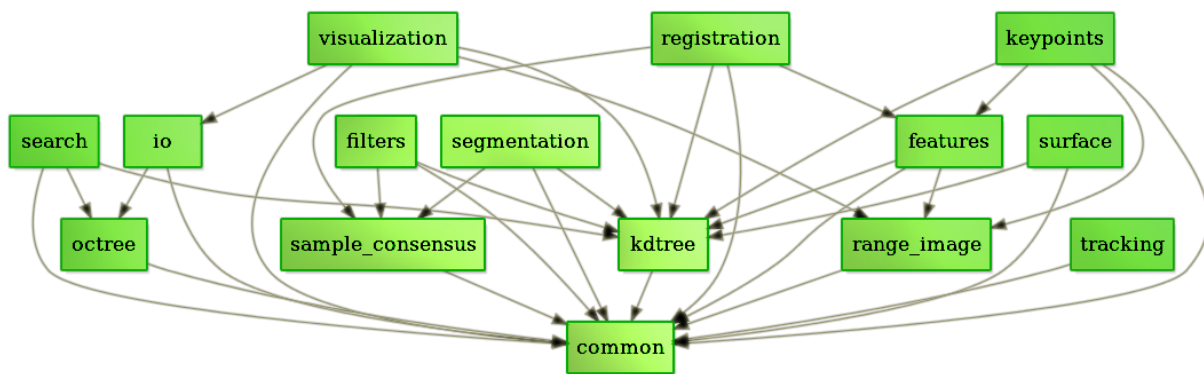 visualization
registration
keypoints
search
io
filters
segmentation
features
surface
octree
sample_consensus
kdtree
range_image
tracking
common